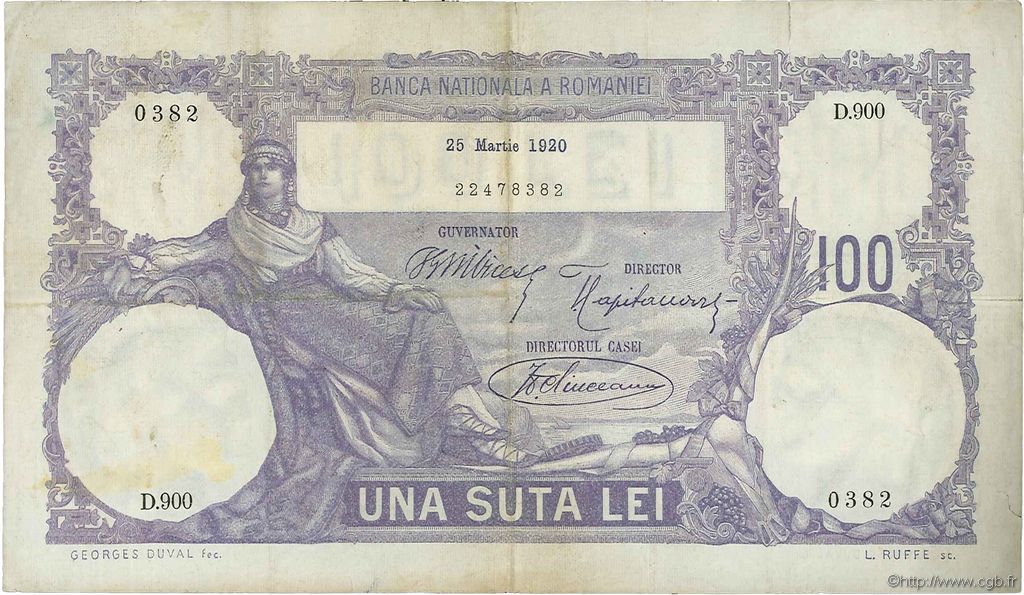 BANCA NATIONALA A ROMANIEI
0382
D.900
25 Martie 1920
22478382
GUVERNATOR
DIRECTOR
100
DIRECTORUL CASEI
D.900
0382
UNA SUTA LEI
GEORGES DUVAL fec.
L. RUFFE sc.
©http://www.cgb.fr